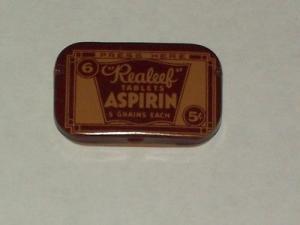 PRESS HERE
6
"Realeef"
TABLETS
ASPIRIN
5 GRAINS EACH
5¢